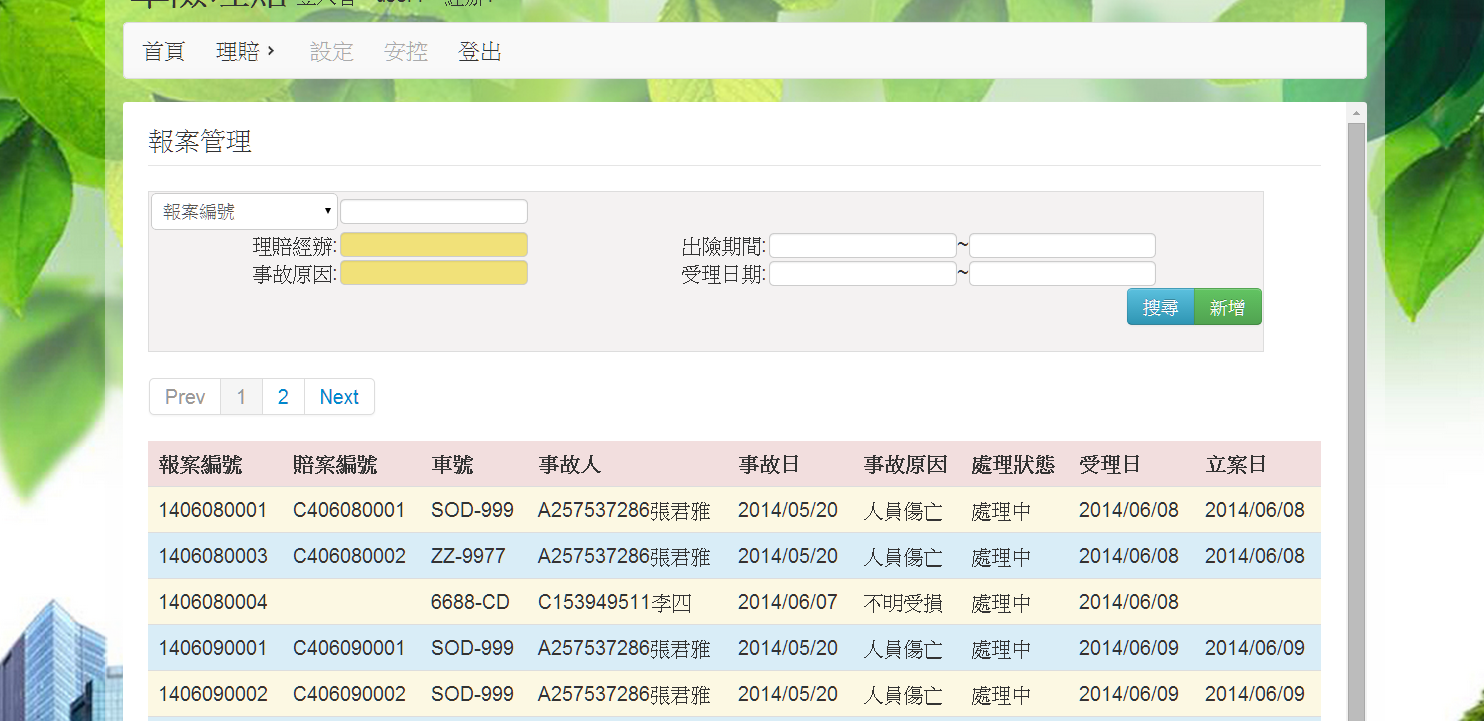 首頁 理賠 設定 安控 登出
報案管理
報案編號
理賠經辦: 出險期間: ~
事故原因: 受理日期: ~
搜尋 新增
Prev 1 2 Next
報案編號 賠案編號 車號 事故人 事故日 事故原因 處理狀態 受理日 立案日
1406080001 C406080001 SOD-999 A257537286張君雅 2014/05/20 人員傷亡 處理中 2014/06/08 2014/06/08
1406080003 C406080002 ZZ-9977 A257537286張君雅 2014/05/20 人員傷亡 處理中 2014/06/08 2014/06/08
1406080004 6688-CD C153949511李四 2014/06/07 不明受損 處理中 2014/06/08
1406090001 C406090001 SOD-999 A257537286張君雅 2014/05/20 人員傷亡 處理中 2014/06/09 2014/06/09
1406090002 C406090002 SOD-999 A257537286張君雅 2014/05/20 人員傷亡 處理中 2014/06/09 2014/06/09